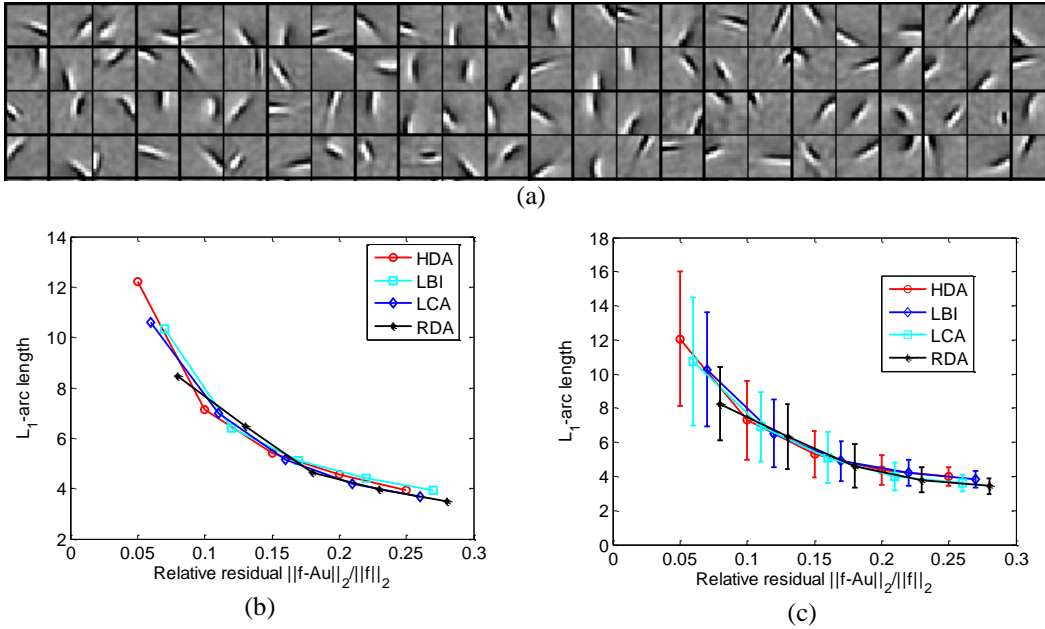 (a)
14
12
10
8
6
4
2
0
0.05
0.1
0.15
0.2
0.25
0.3
L1-arc length
Relative residual ||f-Au||2/||f||2
HDA
LBI
LCA
RDA
(b)
18
16
14
12
10
8
6
4
2
0
0
0.05
0.1
0.15
0.2
0.25
0.3
L1-arc length
Relative residual ||f-Au||2/||f||2
HDA
LBI
LCA
RDA
(c)